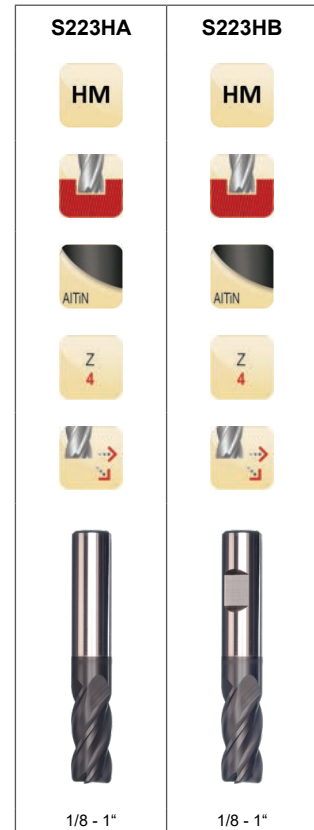 S223HA S223HB
HM HM
AlTiN AlTiN
Z Z
4 4
1/8 - 1“ 1/8 - 1“